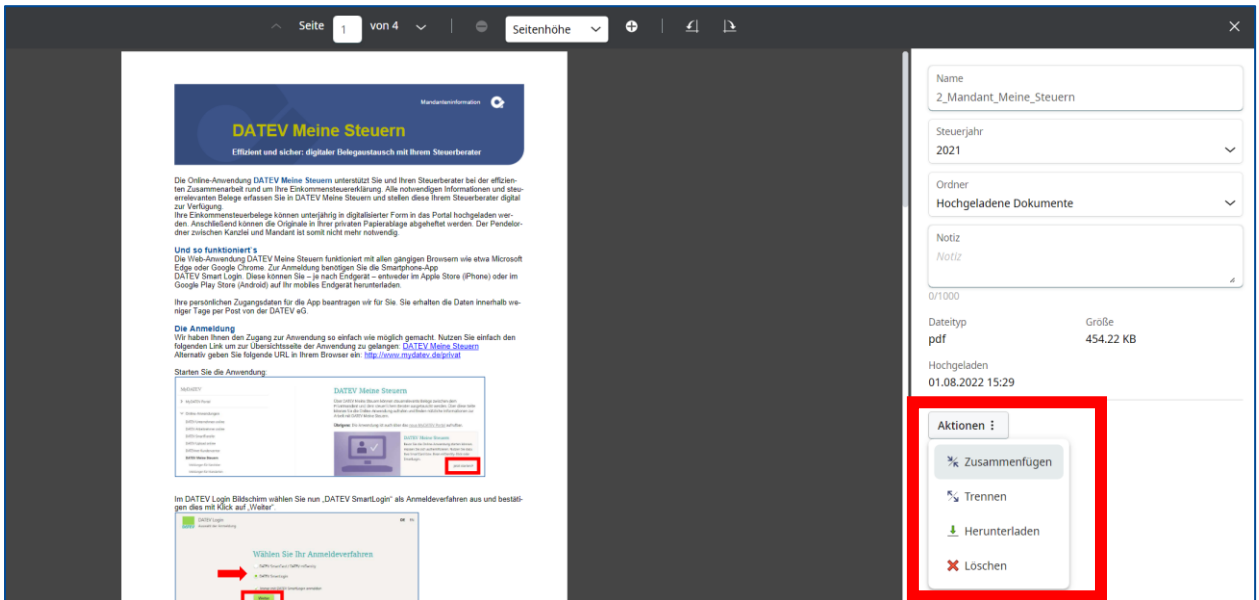 Seite 1 von 4
Seitenhöhe
Mandanteninformation
DATEV Meine Steuern
Effizient und sicher: digitaler Belegaustausch mit Ihrem Steuerberater
Die Online-Anwendung DATEV Meine Steuern unterstützt Sie und Ihren Steuerberater bei der effizien-
ten Zusammenarbeit rund um Ihre Einkommensteuererklärung. Alle notwendigen Informationen und steu-
errelevanten Belege erfassen Sie in DATEV Meine Steuern und stellen diese Ihrem Steuerberater digital
zur Verfügung.
Ihre Einkommensteuerbelege können unterjährig in digitalisierter Form in das Portal hochgeladen wer-
den. Anschließend können die Originale in Ihrer privaten Papierablage abgeheftet werden. Der Pendelor-
dner zwischen Kanzlei und Mandant ist somit nicht mehr notwendig.
Und so funktioniert´s
Die Web-Anwendung DATEV Meine Steuern funktioniert mit allen gängigen Browsern wie etwa Microsoft
Edge oder Google Chrome. Zur Anmeldung benötigen Sie die Smartphone-App
DATEV Smart Login. Diese können Sie – je nach Endgerät – entweder im Apple Store (iPhone) oder im
Google Play Store (Android) auf Ihr mobiles Endgerät herunterladen.
Ihre persönlichen Zugangsdaten für die App beantragen wir für Sie. Sie erhalten die Daten innerhalb we-
niger Tage per Post von der DATEV eG.
Die Anmeldung
Wir haben Ihnen den Zugang zur Anwendung so einfach wie möglich gemacht. Nutzen Sie einfach den
folgenden Link um zur Übersichtsseite der Anwendung zu gelangen: DATEV Meine Steuern
Alternativ geben Sie folgende URL in Ihrem Browser ein: http://www.mydatev.de/privat
Starten Sie die Anwendung:
DATEV Meine Steuern
DATEV Meine Steuern
Im DATEV Login Bildschirm wählen Sie nun „DATEV SmartLogin“ als Anmeldeverfahren aus und bestäti-
gen dies mit Klick auf „Weiter“.
DATEV Login
Wählen Sie Ihr Anmeldeverfahren
Name
2_Mandant_Meine_Steuern
Steuerjahr
2021
Ordner
Hochgeladene Dokumente
Notiz
Notiz
0/1000
Dateityp Größe
pdf 454.22 KB
Hochgeladen
01.08.2022 15:29
Aktionen
Zusammenfügen
Trennen
Herunterladen
Löschen